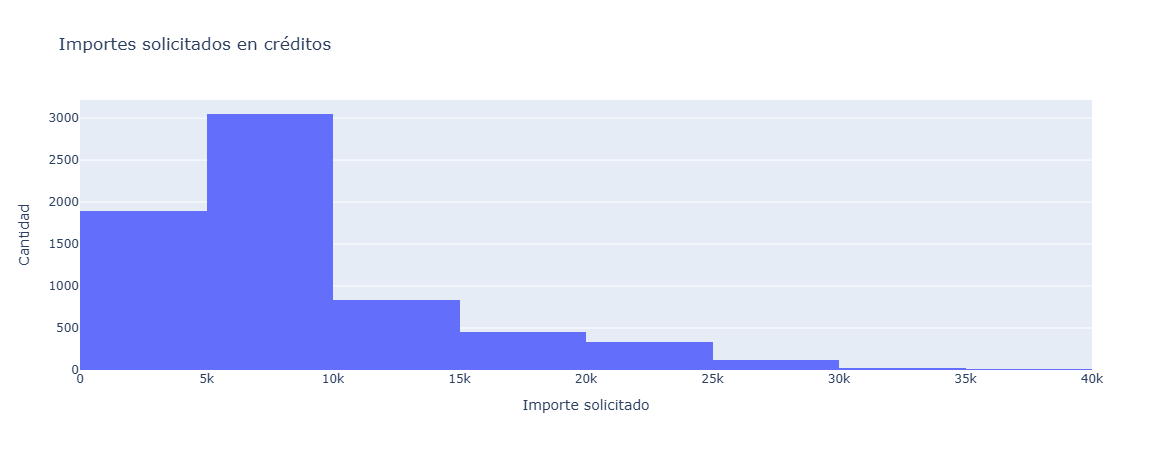 Importes solicitados en créditos
Cantidad
3000
2500
2000
1500
1000
500
0
0 5k 10k 15k 20k 25k 30k 35k 40k
Importe solicitado